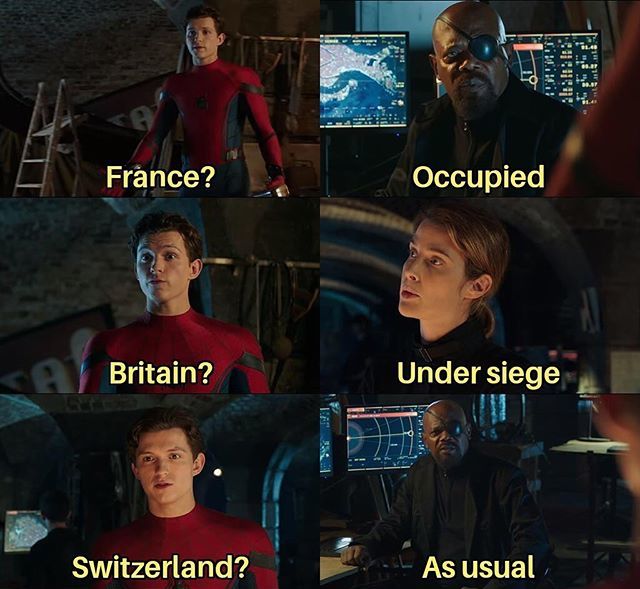 France?
Occupied
Britain?
Under siege
Switzerland?
As usual